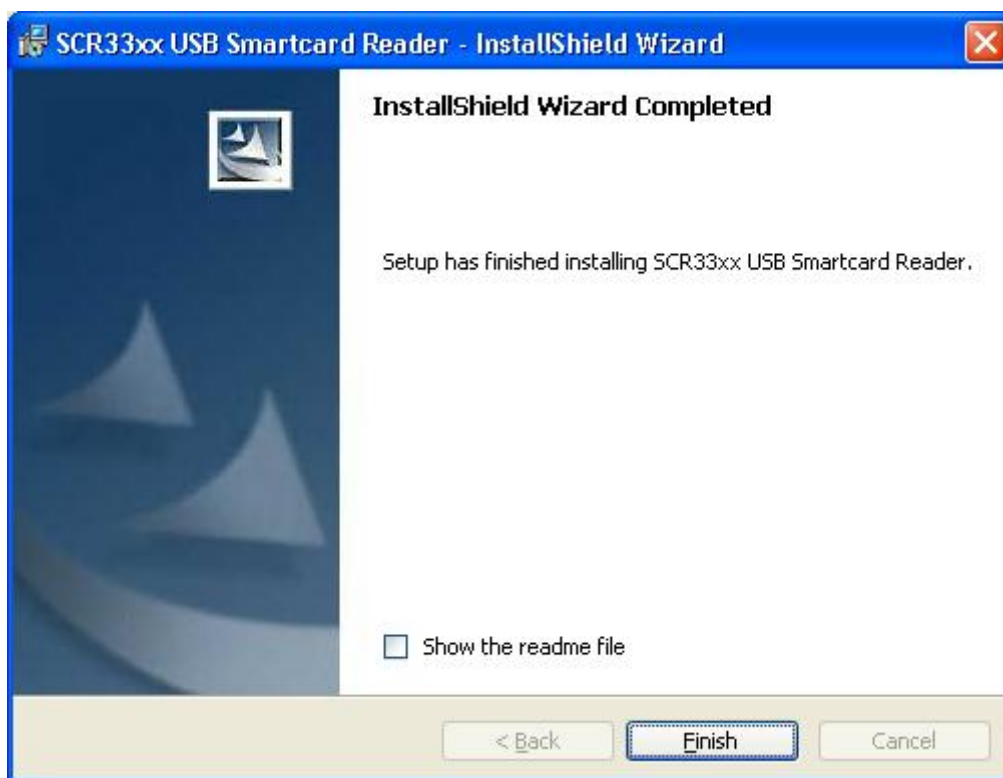 SCR33xx USB Smartcard Reader - InstallShield Wizard
InstallShield Wizard Completed
Setup has finished installing SCR33xx USB Smartcard Reader.
Show the readme file
< Back
Finish
Cancel